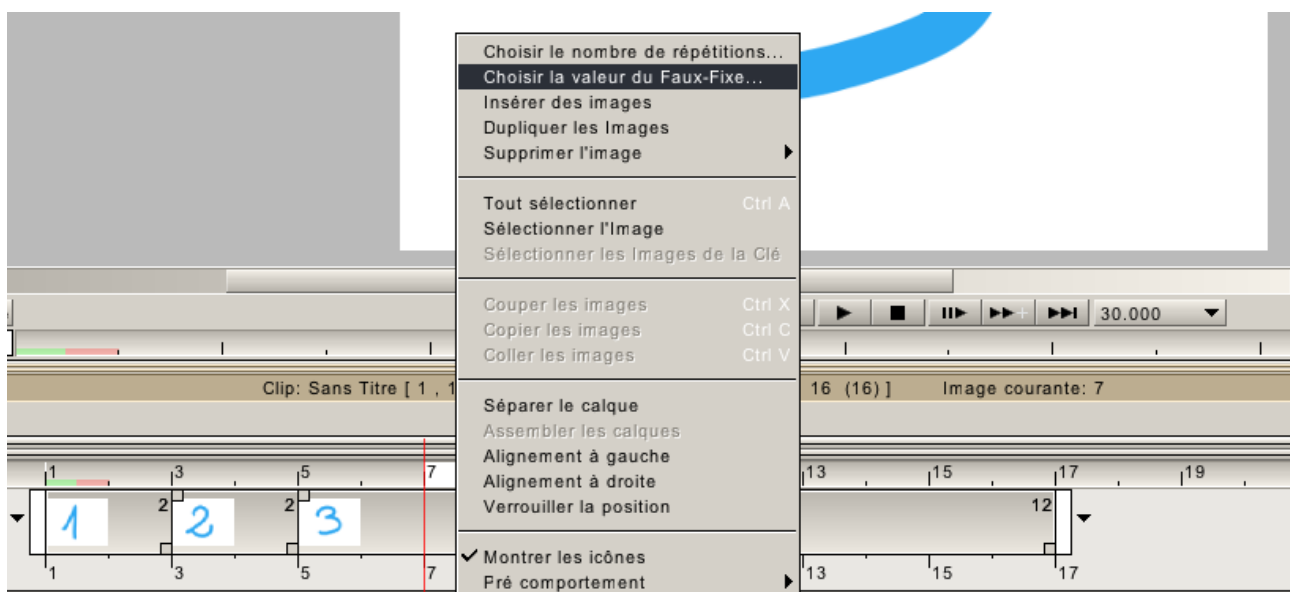 Choisir le nombre de répétitions...
Choisir la valeur du Faux-Fixe...
Insérer des images
Dupliquer les Images
Supprimer l'image
Tout sélectionner Ctrl A
Sélectionner l'Image
Sélectionner les Images de la Clé
Couper les images Ctrl X
Copier les images Ctrl C
Coller les images Ctrl V
30.000
Clip: Sans Titre [ 1 , 1
16 (16) ] Image courante: 7
Séparer le calque
Assembler les calques
Alignement à gauche
Alignement à droite
Verrouiller la position
Montrer les icônes
Pré comportement
1 3 5 7 13 15 17 19
1 2 2 2 3 12
1 3 5 7 13 15 17